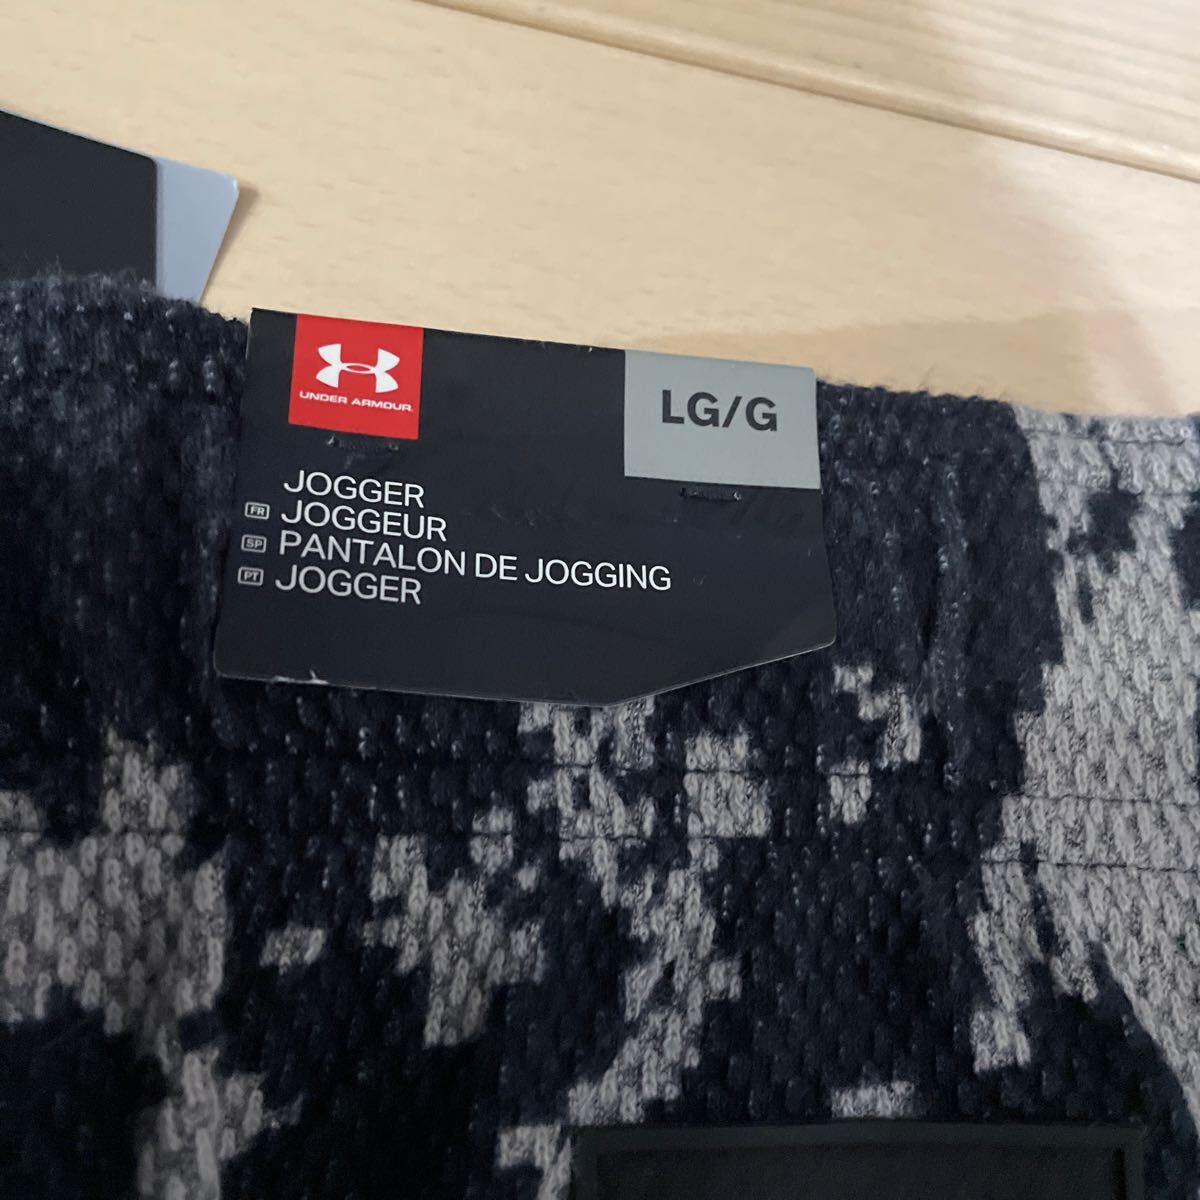 UNDER ARMOUR.
LG/G
JOGGER
FR JOGGEUR
SP PANTALON DE JOGGING
PT JOGGER